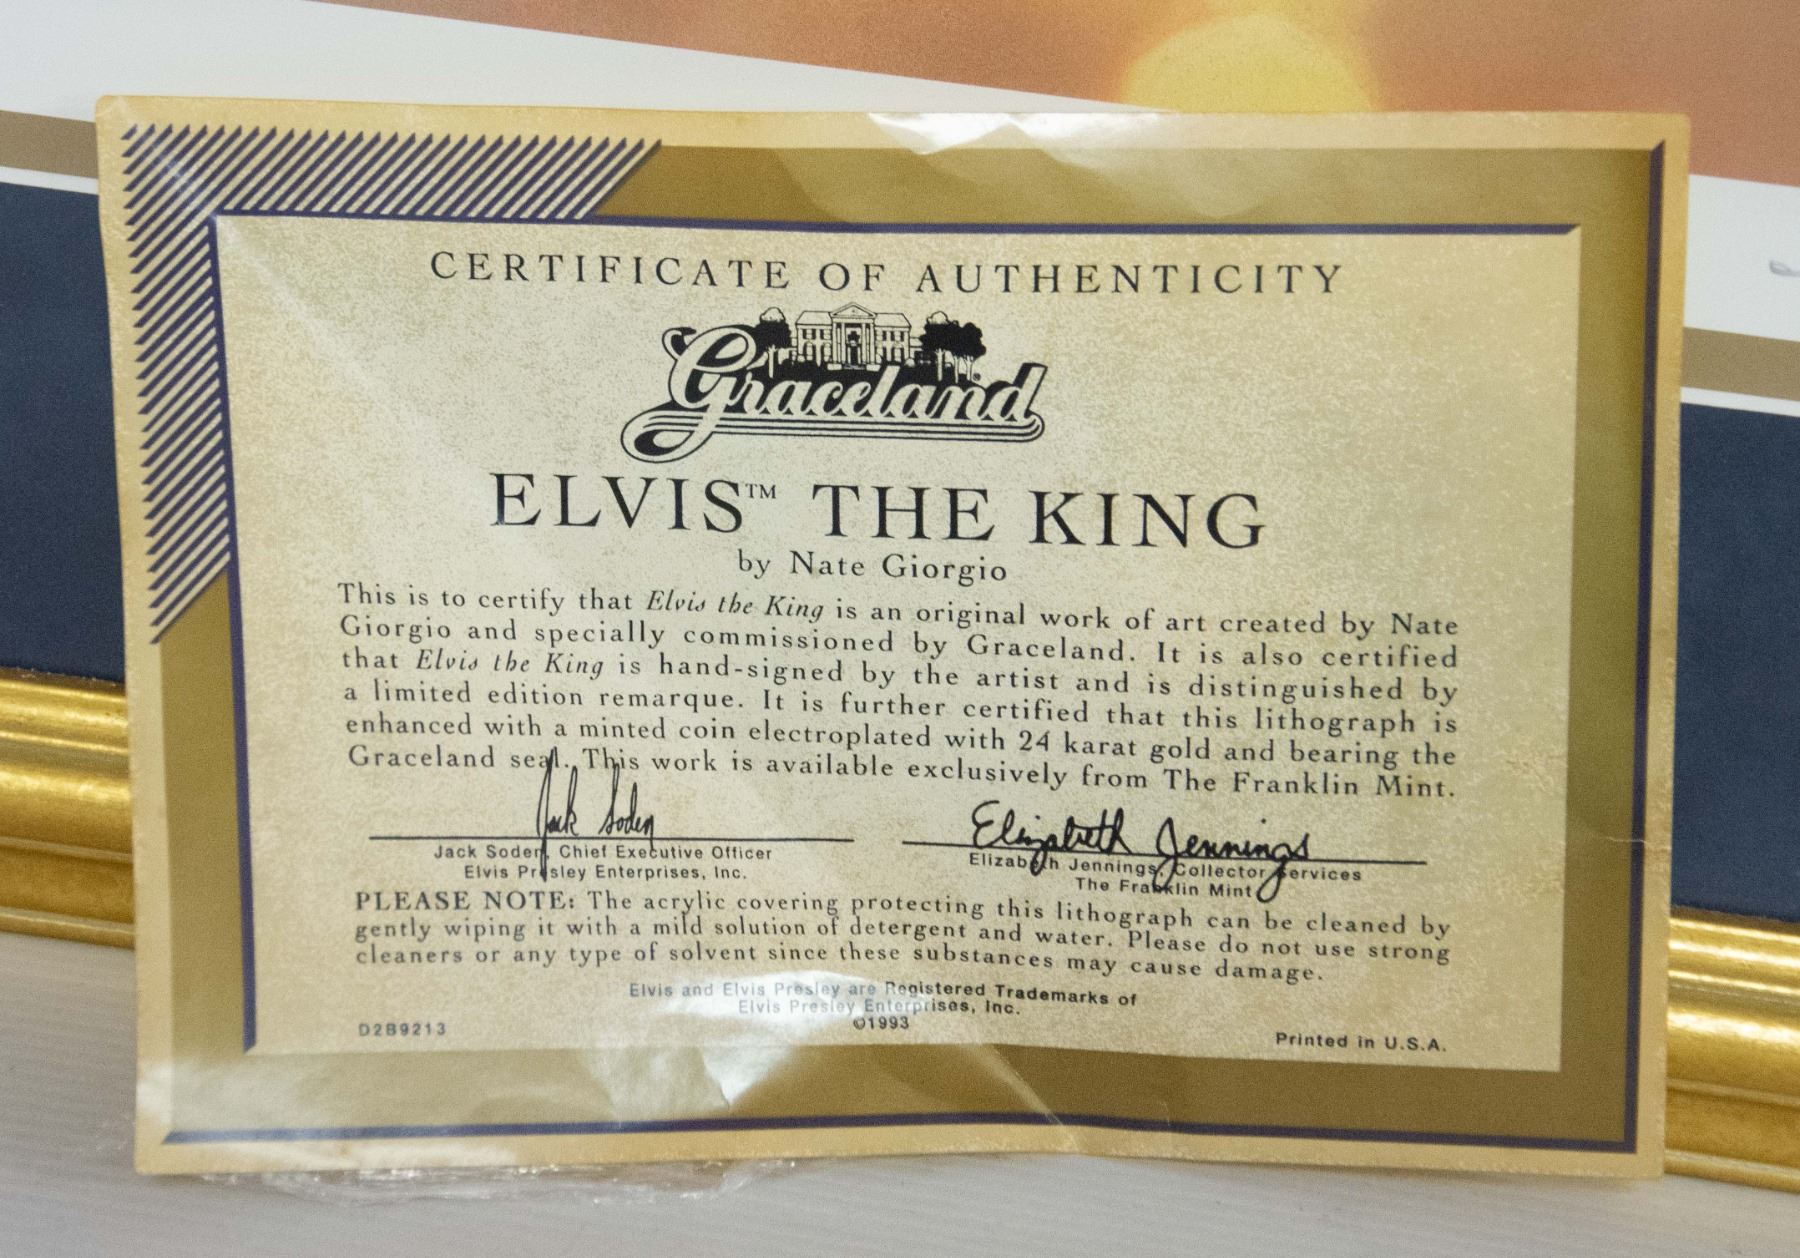 CERTIFICATE OF AUTHENTICITY
Graceland
ELVIS™ THE KING
by Nate Giorgio
This is to certify that Elvis the King is an original work of art created by Nate
Giorgio and specially commissioned by Graceland. It is also certified
that Elvis the King is hand-signed by the artist and is distinguished by
a limited edition remarque. It is further certified that this lithograph is
enhanced with a minted coin electroplated with 24 karat gold and bearing the
Graceland seal. This work is available exclusively from The Franklin Mint.
Jack Soden
Jack Soden, Chief Executive Officer
Elvis Presley Enterprises, Inc.
Elizabeth Jennings
Elizabeth Jennings, Collector Services
The Franklin Mint
PLEASE NOTE: The acrylic covering protecting this lithograph can be cleaned by
gently wiping it with a mild solution of detergent and water. Please do not use strong
cleaners or any type of solvent since these substances may cause damage.
Elvis and Elvis Presley are Registered Trademarks of
Elvis Presley Enterprises, Inc.
©1993
D2B9213
Printed in U.S.A.